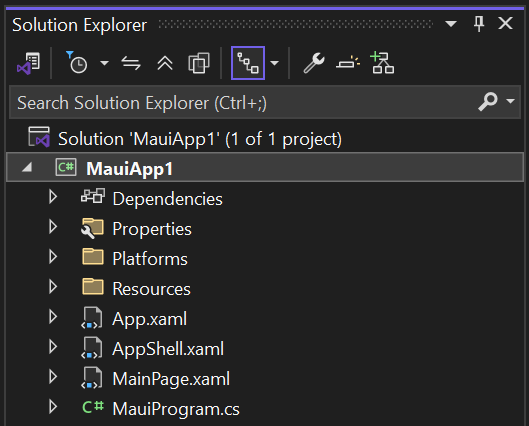 Solution Explorer
Search Solution Explorer (Ctrl+;)
Solution 'MauiApp1' (1 of 1 project)
C# MauiApp1
Dependencies
Properties
Platforms
Resources
App.xaml
AppShell.xaml
MainPage.xaml
C# MauiProgram.cs